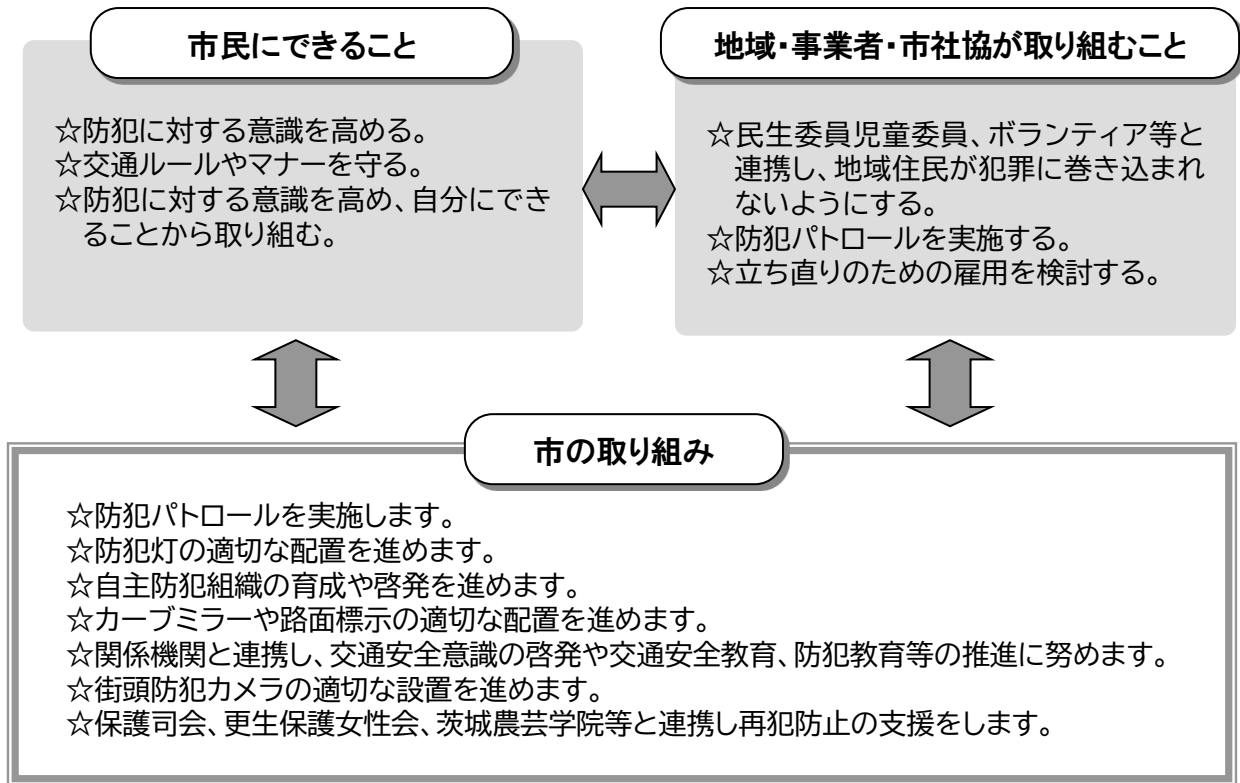 市民にできること
☆防犯に対する意識を高める。
☆交通ルールやマナーを守る。
☆防犯に対する意識を高め、自分にでき
ることから取り組む。
地域・事業者・市社協が取り組むこと
☆民生委員児童委員、ボランティア等と
連携し、地域住民が犯罪に巻き込まれ
ないようにする。
☆防犯パトロールを実施する。
☆立ち直りのための雇用を検討する。
市の取り組み
☆防犯パトロールを実施します。
☆防犯灯の適切な配置を進めます。
☆自主防犯組織の育成や啓発を進めます。
☆カーブミラーや路面標示の適切な配置を進めます。
☆関係機関と連携し、交通安全意識の啓発や交通安全教育、防犯教育等の推進に努めます。
☆街頭防犯カメラの適切な設置を進めます。
☆保護司会、更生保護女性会、茨城農芸学院等と連携し再犯防止の支援をします。